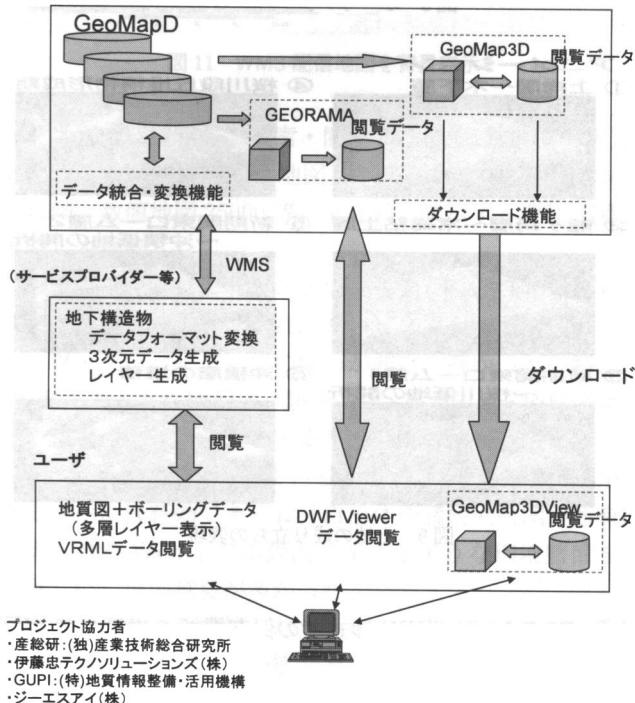 GeoMapD
GeoMap3D
閲覧データ
GEORAMA
閲覧データ
データ統合・変換機能
ダウンロード機能
WMS
(サービスプロバイダー等)
地下構造物
データフォーマット変換
3次元データ生成
レイヤー生成
閲覧
ダウンロード
閲覧
ユーザ
地質図+ボーリングデータ
(多層レイヤー表示)
VRMLデータ閲覧
DWF Viewer
データ閲覧
GeoMap3DView
閲覧データ
プロジェクト協力者
・産総研:(独)産業技術総合研究所
・伊藤忠テクノソリューションズ(株)
・GUPI:(特)地質情報整備・活用機構
・ジーエスアイ(株)